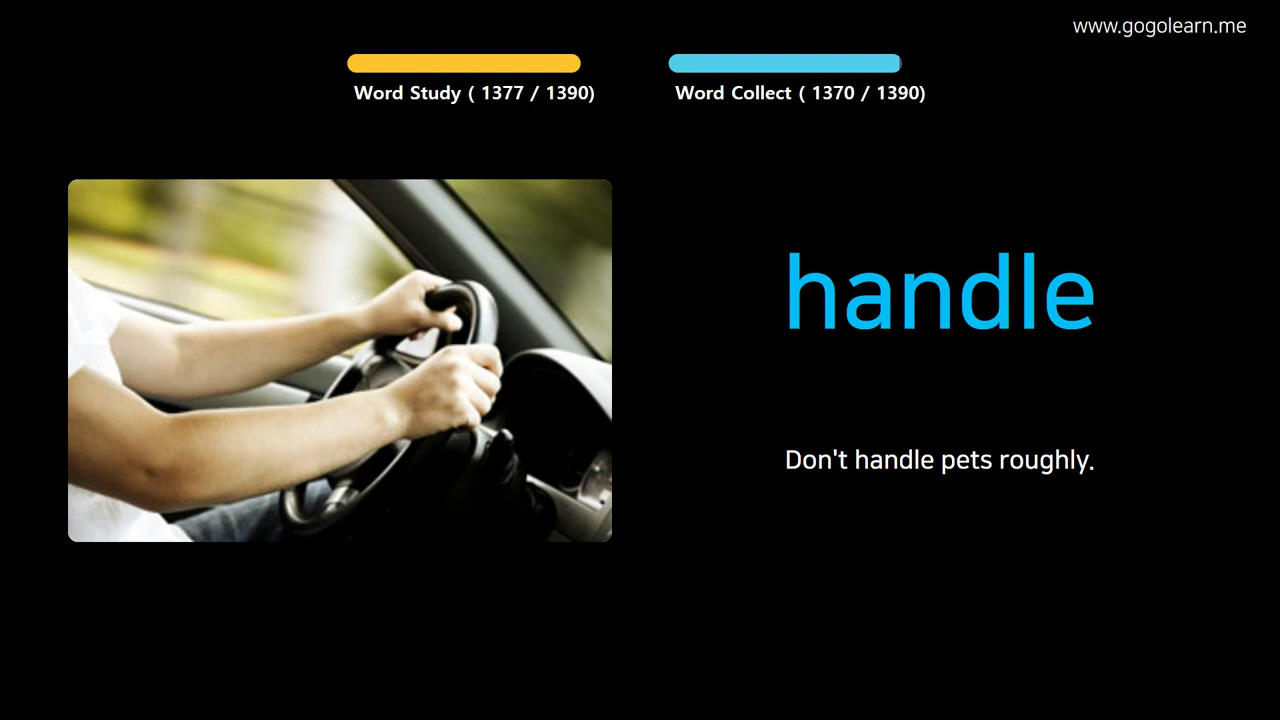 www.gogolearn.me
Word Study ( 1377 / 1390)
Word Collect ( 1370 / 1390)
handle
Don't handle pets roughly.